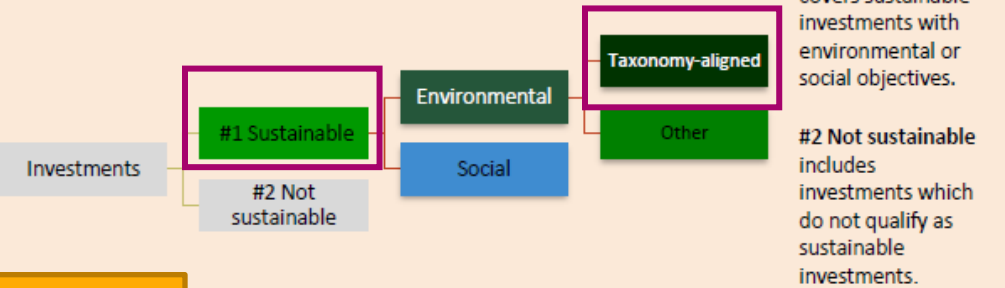 Investments
#1 Sustainable
#2 Not
sustainable
Environmental
Social
Taxonomy-aligned
Other
covers sustainable
investments with
environmental or
social objectives.
#2 Not sustainable
includes
investments which
do not qualify as
sustainable
investments.